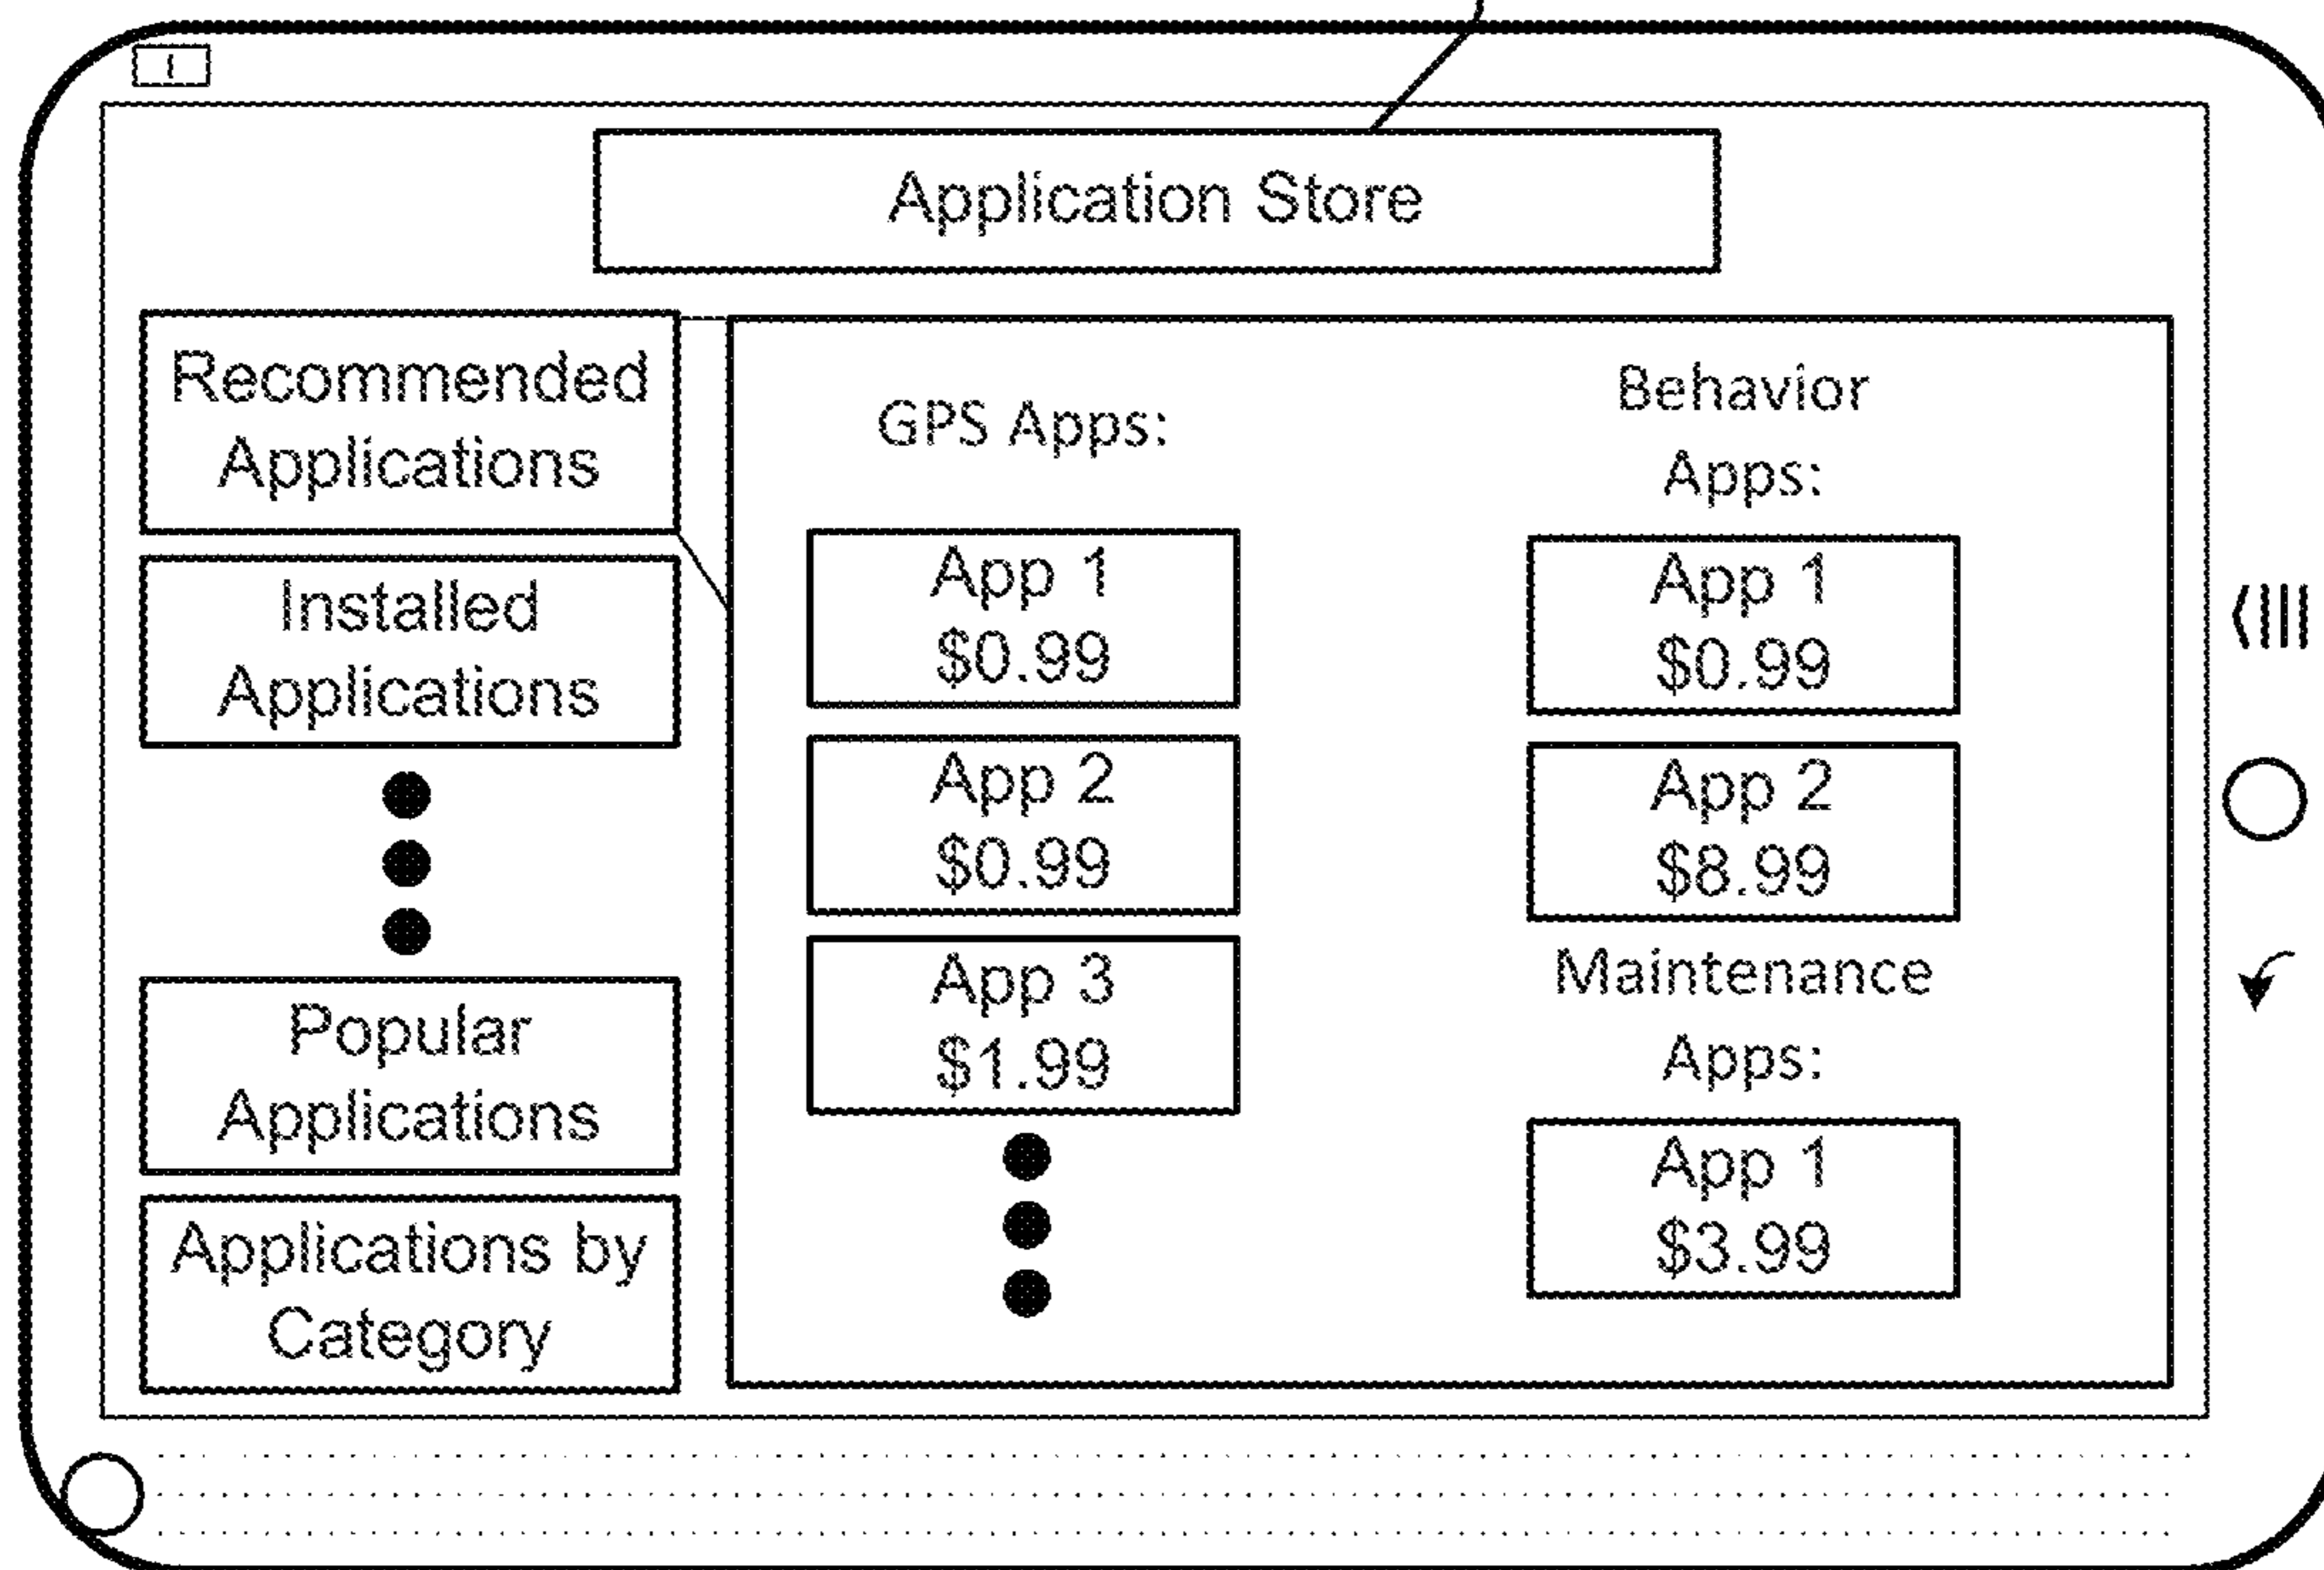 Application Store
Recommended
Applications
Installed
Applications
Popular
Applications
Applications by
Category
GPS Apps:
App 1
$0.99
App 2
$0.99
App 3
$1.99
Behavior
Apps:
App 1
$0.99
App 2
$8.99
Maintenance
Apps:
App 1
$3.99